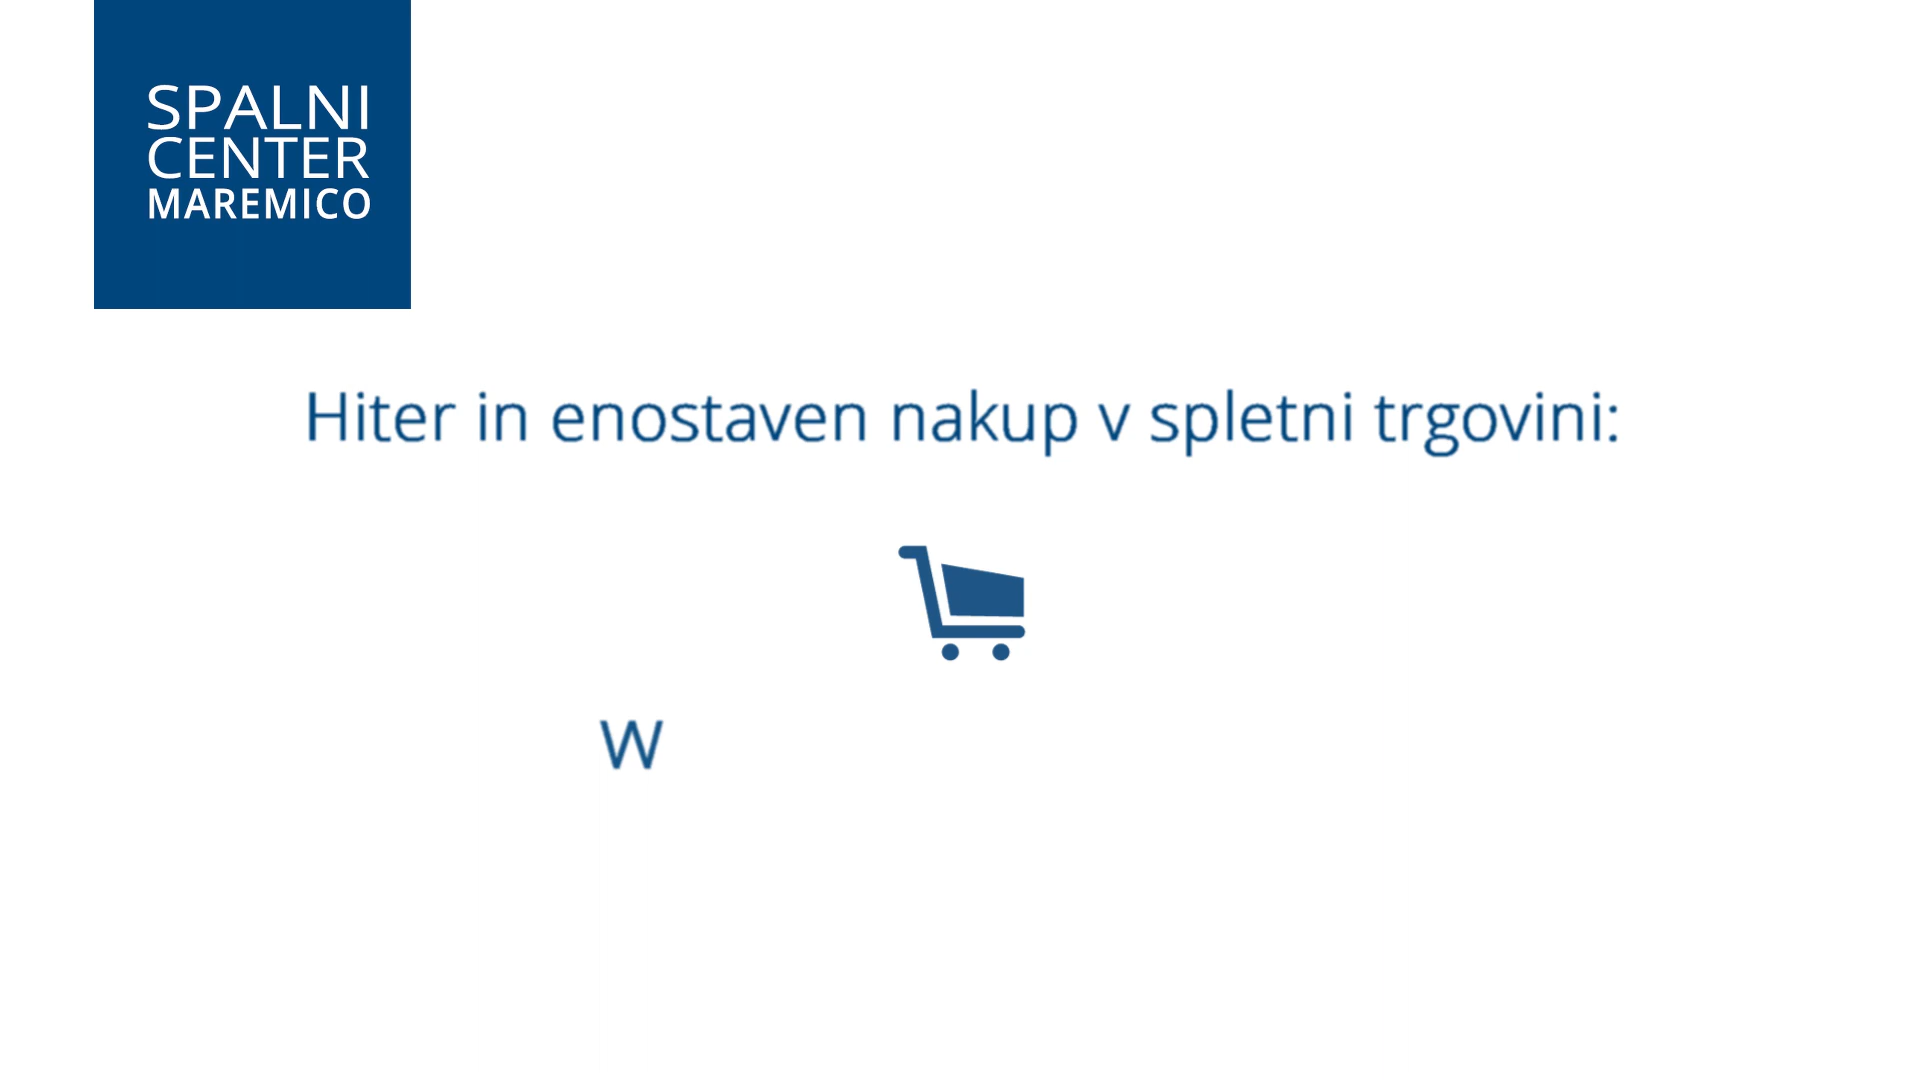 SPALNI
CENTER
MAREMICO
Hiter in enostaven nakup v spletni trgovini:
W